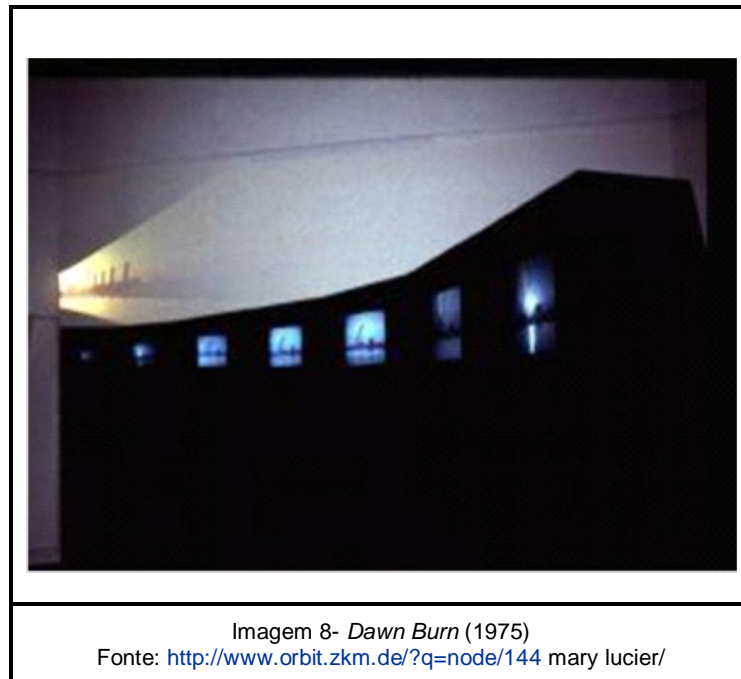 Imagem 8- Dawn Burn (1975)
Fonte: http://www.orbit.zkm.de/?q=node/144 mary lucier/